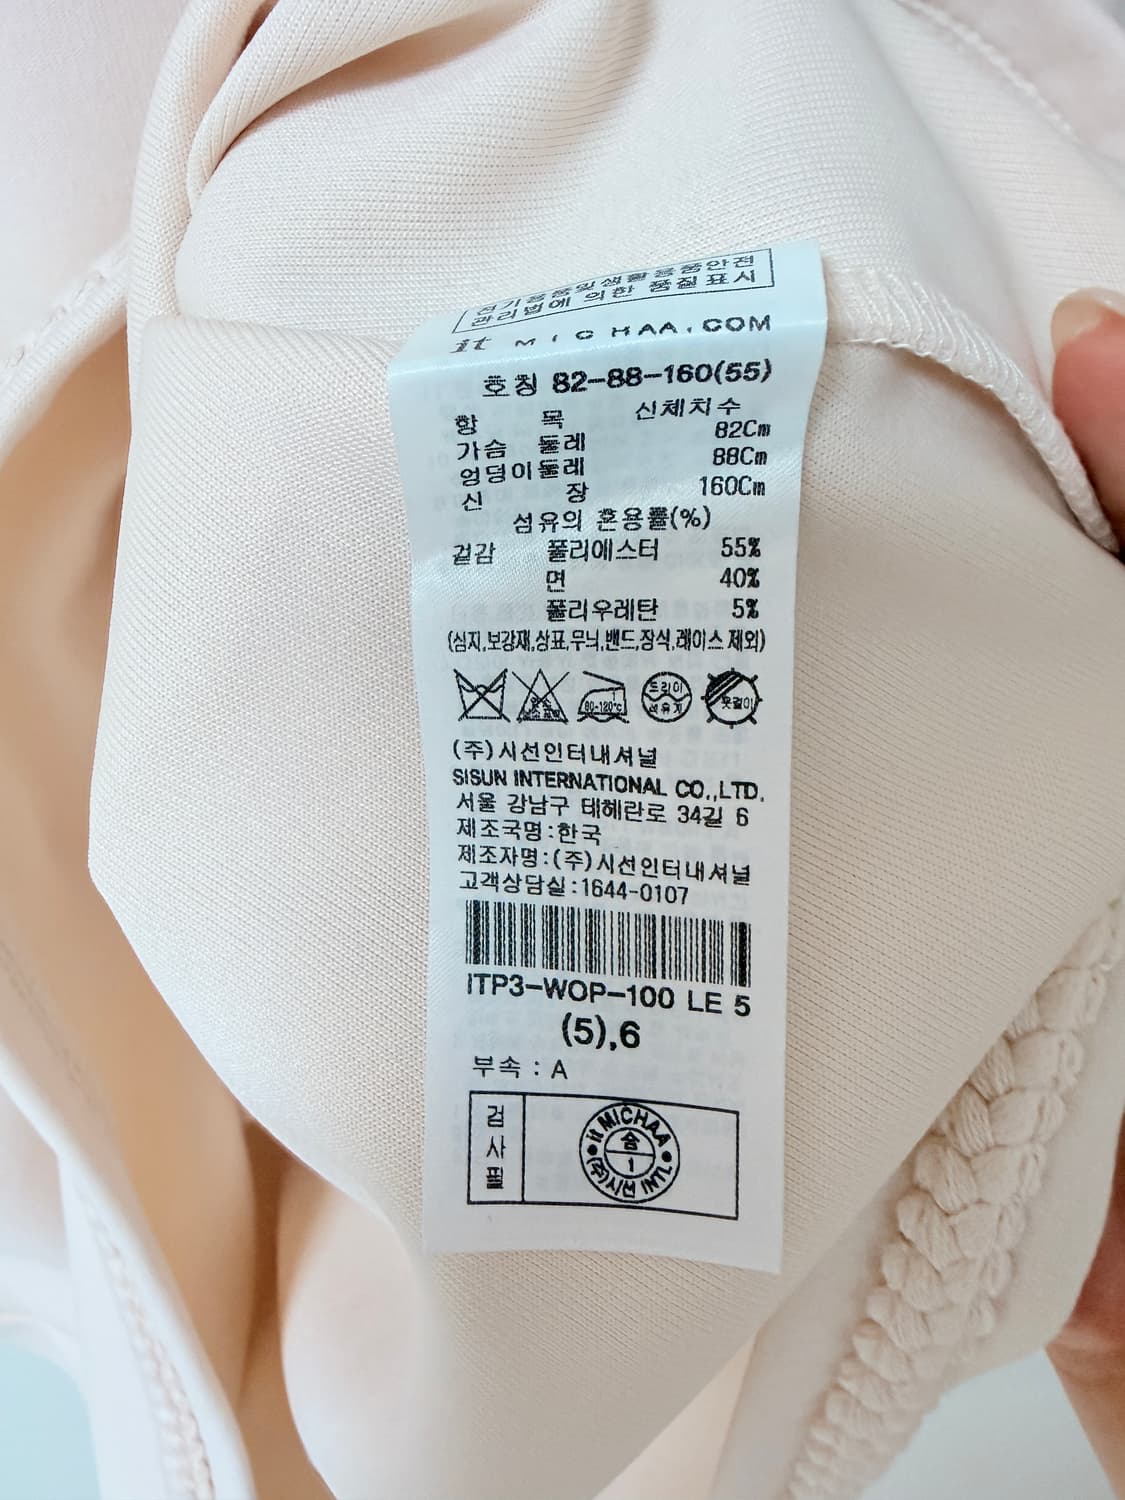 전기용품및생활용품안전
관리법에 의한 품질표시
it MICHAA.COM
호칭 82-88-160(55)
항 목 신체치수
가슴 둘레 82Cm
엉덩이둘레 88Cm
신 장 160Cm
섬유의 혼용률(%)
겉감 폴리에스터 55%
면 40%
폴리우레탄 5%
(심지,보강재,상표,무늬,밴드,장식,레이스 제외)
1 80-120℃ 드라이 석유계 옷걸이
(주)시선인터내셔널
SISUN INTERNATIONAL CO.,LTD.
서울 강남구 테헤란로 34길 6
제조국명:한국
제조자명:(주)시선인터내셔널
고객상담실:1644-0107
ITP3-WOP-100 LE 5
(5),6
부속 : A
검사필
it MICHAA
1
(주)시선 INT'L